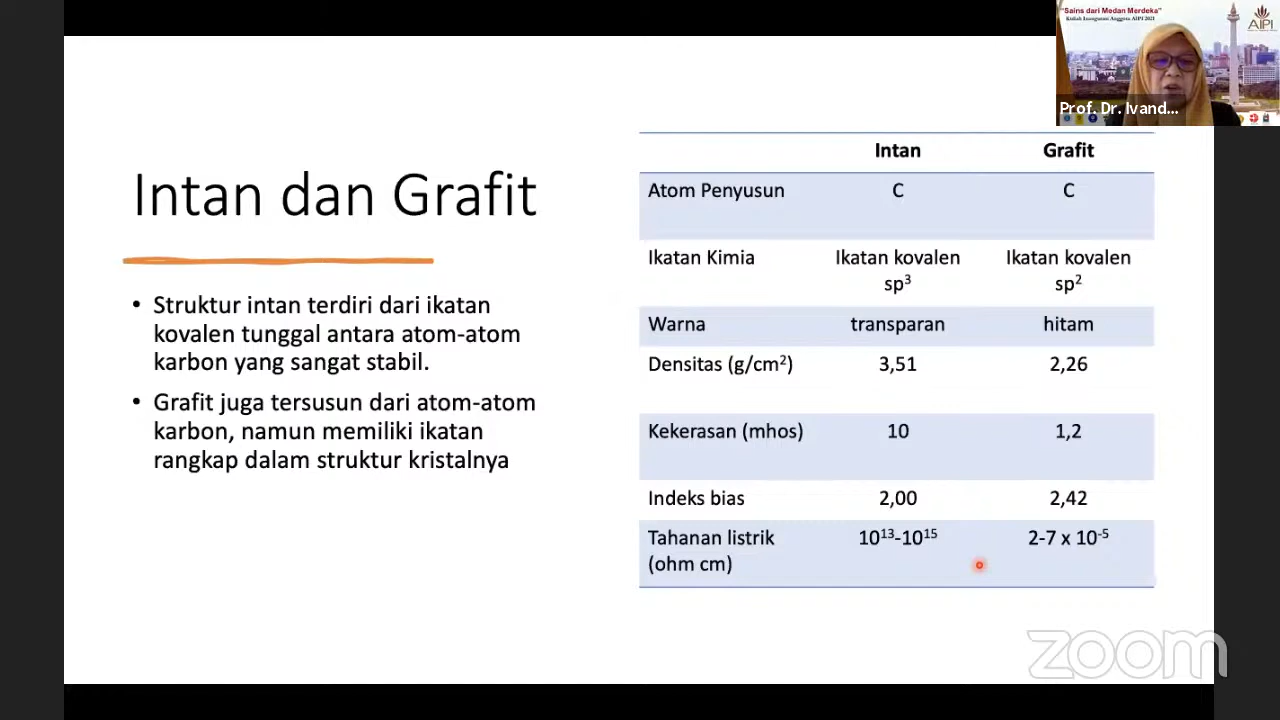 "Sains dari Medan Merdeka"
Kuliah Inaugurasi Anggota AIPI 2021
AIPI
Prof. Dr. Ivand...
Intan dan Grafit
• Struktur intan terdiri dari ikatan
kovalen tunggal antara atom-atom
karbon yang sangat stabil.
• Grafit juga tersusun dari atom-atom
karbon, namun memiliki ikatan
rangkap dalam struktur kristalnya
Intan Grafit
Atom Penyusun C C
Ikatan Kimia Ikatan kovalen Ikatan kovalen
sp³ sp²
Warna transparan hitam
Densitas (g/cm²) 3,51 2,26
Kekerasan (mhos) 10 1,2
Indeks bias 2,00 2,42
Tahanan listrik 10¹³-10¹⁵ 2-7 x 10⁻⁵
(ohm cm)
zoom